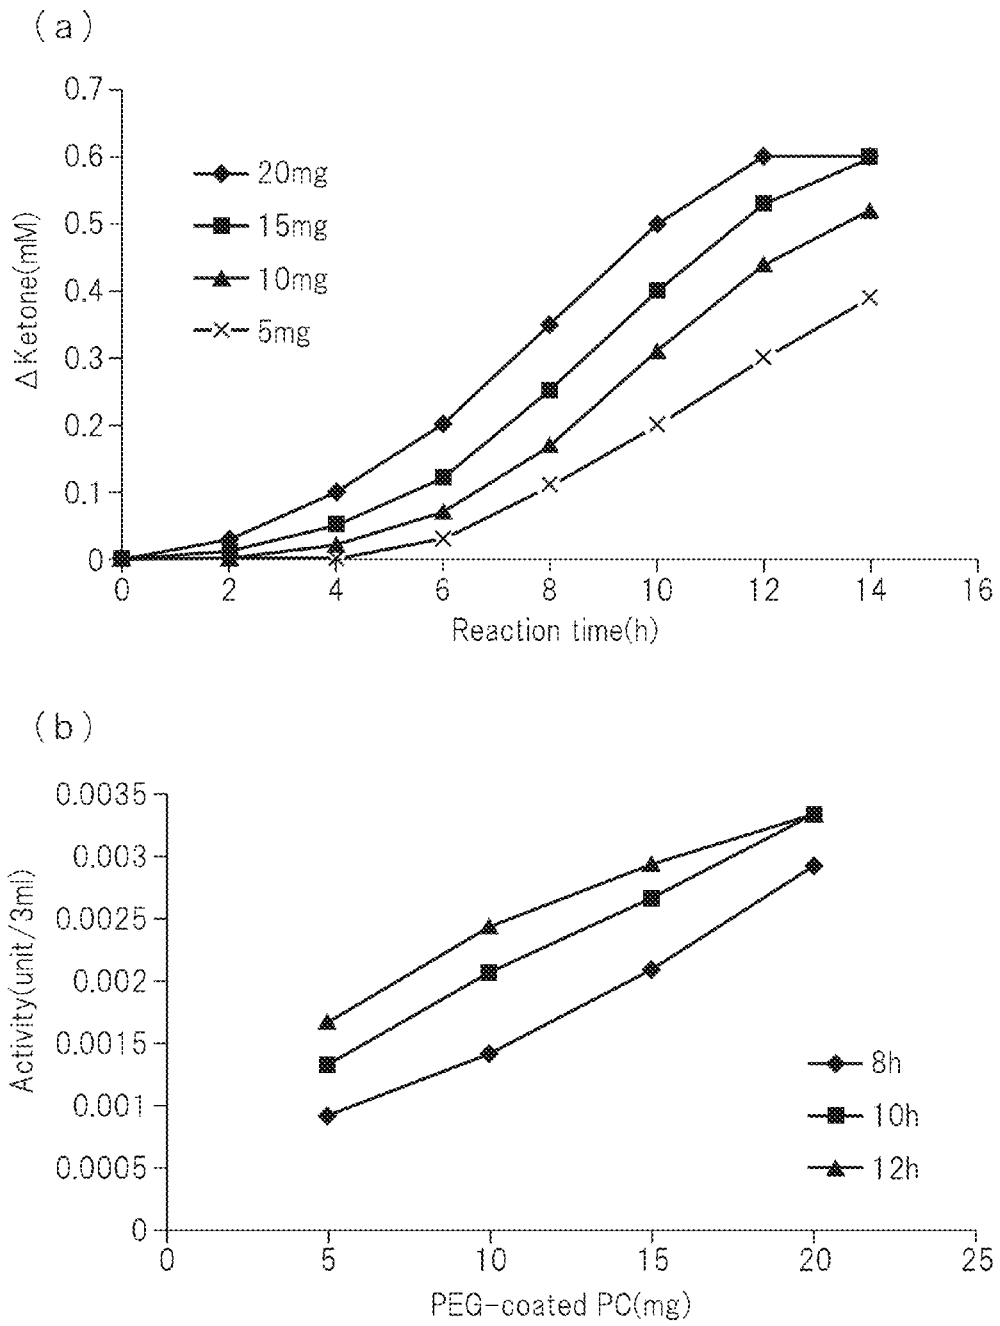 (a)
0.7
0.6
0.5
0.4
0.3
0.2
0.1
0
△Ketone(mM)
20mg
15mg
10mg
5mg
0 2 4 6 8 10 12 14 16
Reaction time(h)
(b)
0.0035
0.003
0.0025
0.002
0.0015
0.001
0.0005
0
Activity(unit/3ml)
8h
10h
12h
0 5 10 15 20 25
PEG-coated PC(mg)